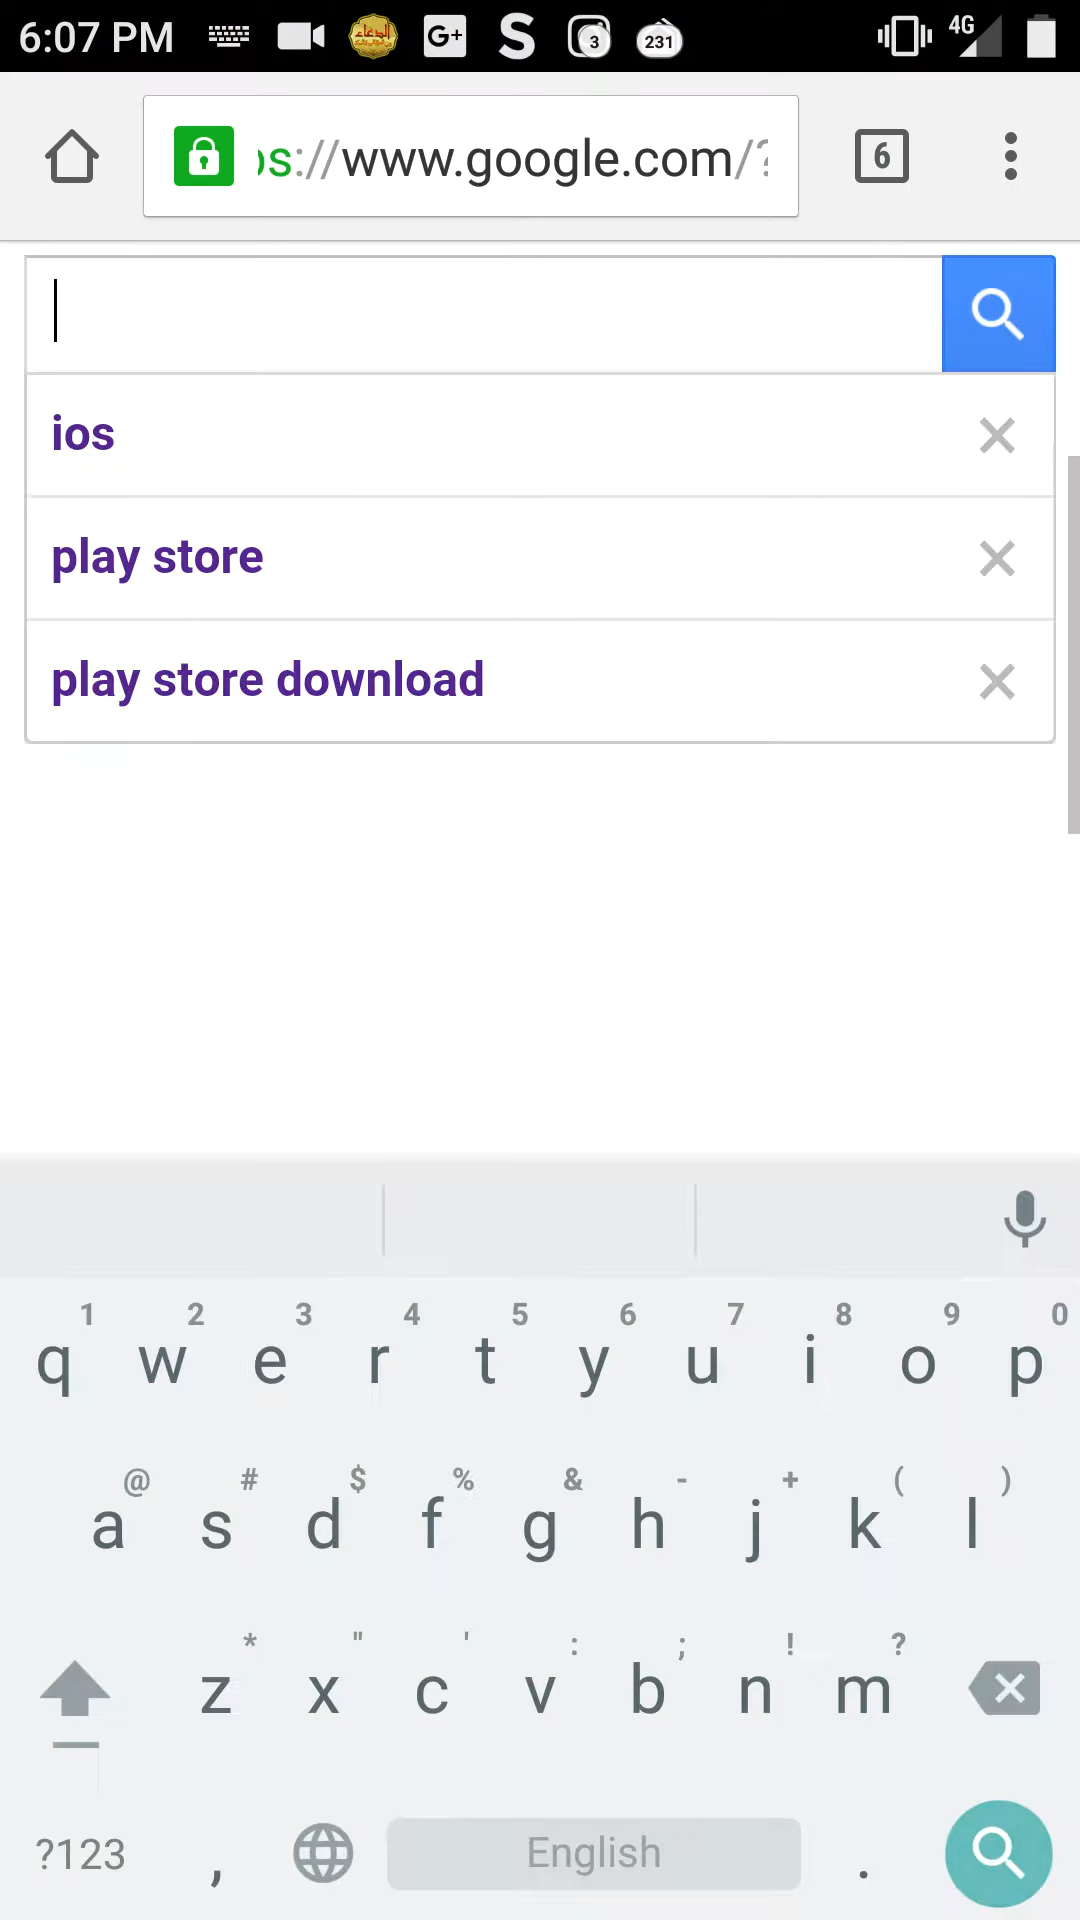 6:07 PM G+ S 3 231 4G
s://www.google.com/? 6
ios
play store
play store download
1 2 3 4 5 6 7 8 9 0
q w e r t y u i o p
@ # $ % & - + ( )
a s d f g h j k l
* " ' : ; ! ?
z x c v b n m
?123 , English .